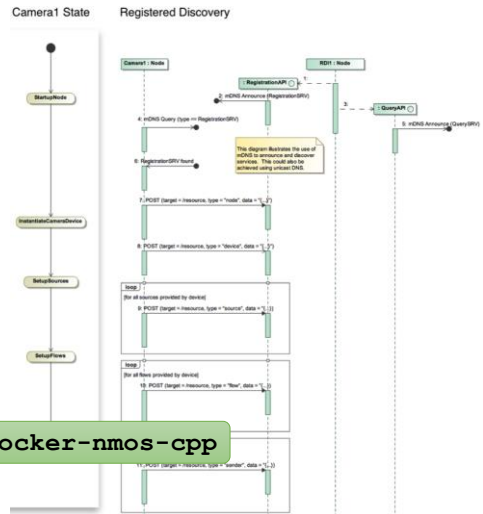 Camera1 State
Registered Discovery
Camera1 : Node
RDI1 : Node
: RegistrationAPI
1:
StartupNode
2: mDNS Announce (RegistrationSRV)
3:
: QueryAPI
4: mDNS Query (type == RegistrationSRV)
5: mDNS Announce (QuerySRV)
This diagram illustrates the use of
mDNS to announce and discover
services. This could also be
achieved using unicast DNS.
6: RegistrationSRV found
7: POST (target = /resource, type = "node", data = "{...}")
InstantiateCameraDevice
8: POST (target = /resource, type = "device", data = "{...}")
SetupSources
loop
[for all sources provided by device]
9: POST (target = /resource, type = "source", data = "{...}")
SetupFlows
loop
[for all flows provided by device]
10: POST (target = /resource, type = "flow", data = "{...}")
ocker-nmos-cpp
11: POST (target = /resource, type = "sender", data = "{...}")